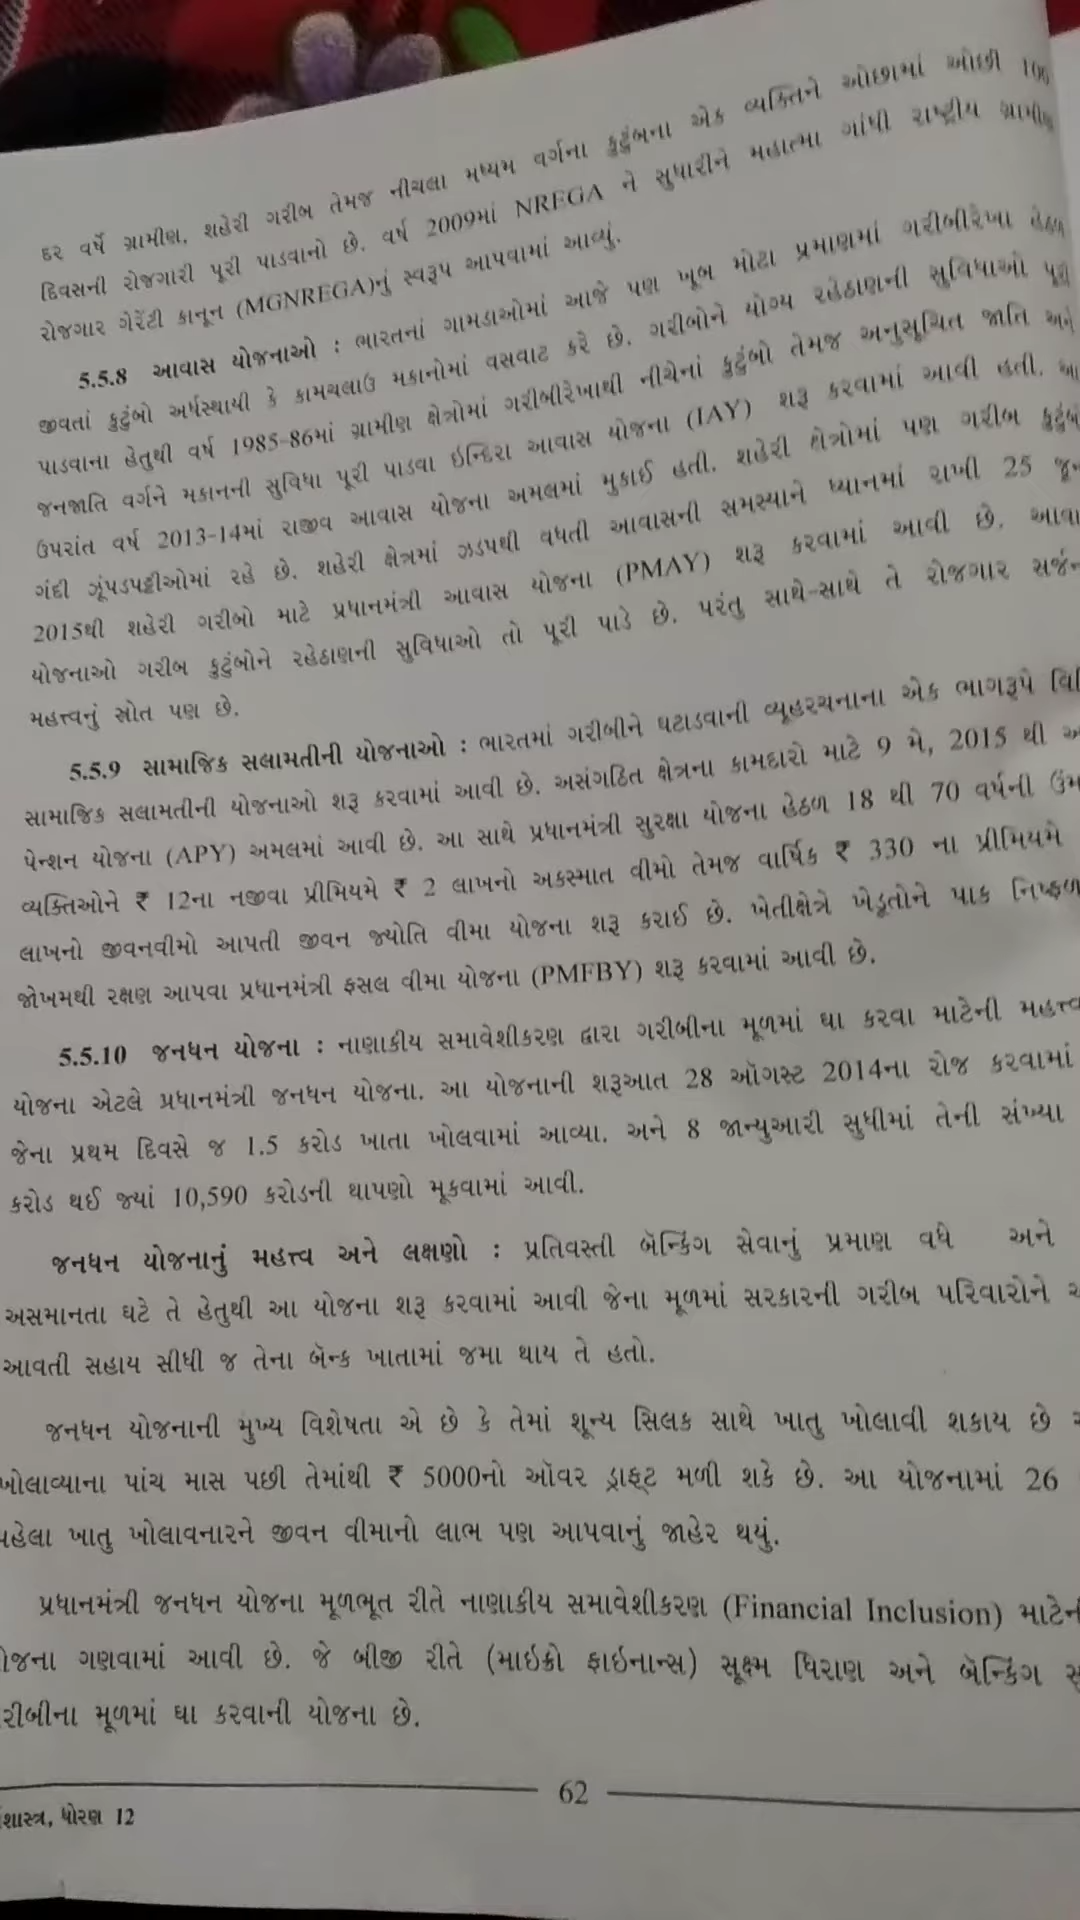 દર વર્ષે ગ્રામીણ, શહેરી ગરીબ તેમજ નીચલા મધ્યમ વર્ગના કુટુંબના એક વ્યક્તિને ઓછામાં ઓછી 100
દિવસની રોજગારી પૂરી પાડવાનો છે. વર્ષ 2009માં NREGA ને સુધારીને મહાત્મા ગાંધી રાષ્ટ્રીય ગ્રામીણ
રોજગાર ગેરેંટી કાનૂન (MGNREGA)નું સ્વરૂપ આપવામાં આવ્યું.
5.5.8 આવાસ યોજનાઓ : ભારતનાં ગામડાઓમાં આજે પણ ખૂબ મોટા પ્રમાણમાં ગરીબીરેખા હેઠળ
જીવતાં કુટુંબો અર્ધસ્થાયી કે કામચલાઉ મકાનોમાં વસવાટ કરે છે. ગરીબોને યોગ્ય રહેઠાણની સુવિધાઓ પૂરી
પાડવાના હેતુથી વર્ષ 1985-86માં ગ્રામીણ ક્ષેત્રોમાં ગરીબીરેખાથી નીચેનાં કુટુંબો તેમજ અનુસૂચિત જાતિ અને
જનજાતિ વર્ગને મકાનની સુવિધા પૂરી પાડવા ઇન્દિરા આવાસ યોજના (IAY) શરૂ કરવામાં આવી હતી. આ
ઉપરાંત વર્ષ 2013-14માં રાજીવ આવાસ યોજના અમલમાં મુકાઈ હતી. શહેરી ક્ષેત્રોમાં પણ ગરીબ કુટુંબ
ગંદી ઝૂંપડપટ્ટીઓમાં રહે છે. શહેરી ક્ષેત્રમાં ઝડપથી વધતી આવાસની સમસ્યાને ધ્યાનમાં રાખી 25 જૂન
2015થી શહેરી ગરીબો માટે પ્રધાનમંત્રી આવાસ યોજના (PMAY) શરૂ કરવામાં આવી છે. આવા
યોજનાઓ ગરીબ કુટુંબોને રહેઠાણની સુવિધાઓ તો પૂરી પાડે છે. પરંતુ સાથે-સાથે તે રોજગાર સર્જન
મહત્ત્વનું સ્રોત પણ છે.
5.5.9 સામાજિક સલામતીની યોજનાઓ : ભારતમાં ગરીબીને ઘટાડવાની વ્યૂહરચનાના એક ભાગરૂપે
સામાજિક સલામતીની યોજનાઓ શરૂ કરવામાં આવી છે. અસંગઠિત ક્ષેત્રના કામદારો માટે 9 મે, 2015 થી
પેન્શન યોજના (APY) અમલમાં આવી છે. આ સાથે પ્રધાનમંત્રી સુરક્ષા યોજના હેઠળ 18 થી 70 વર્ષની
વ્યક્તિઓને ₹ 12ના નજીવા પ્રીમિયમે ₹ 2 લાખનો અકસ્માત વીમો તેમજ વાર્ષિક ₹ 330 ના પ્રીમિયમે
લાખનો જીવનવીમો આપતી જીવન જ્યોતિ વીમા યોજના શરૂ કરાઈ છે. ખેતીક્ષેત્રે ખેડૂતોને પાક નિષ્ફળ
જોખમથી રક્ષણ આપવા પ્રધાનમંત્રી ફસલ વીમા યોજના (PMFBY) શરૂ કરવામાં આવી છે.
5.5.10 જનધન યોજના : નાણાકીય સમાવેશીકરણ દ્વારા ગરીબીના મૂળમાં ઘા કરવા માટેની મહત્ત્વ
યોજના એટલે પ્રધાનમંત્રી જનધન યોજના. આ યોજનાની શરૂઆત 28 ઑગસ્ટ 2014ના રોજ કરવામાં
જેના પ્રથમ દિવસે જ 1.5 કરોડ ખાતા ખોલવામાં આવ્યા. અને 8 જાન્યુઆરી સુધીમાં તેની સંખ્યા
કરોડ થઈ જ્યાં 10,590 કરોડની થાપણો મૂકવામાં આવી.
જનધન યોજનાનું મહત્ત્વ અને લક્ષણો : પ્રતિવસ્તી બૅન્કિંગ સેવાનું પ્રમાણ વધે અને
અસમાનતા ઘટે તે હેતુથી આ યોજના શરૂ કરવામાં આવી જેના મૂળમાં સરકારની ગરીબ પરિવારોને
આવતી સહાય સીધી જ તેના બૅન્ક ખાતામાં જમા થાય તે હતો.
જનધન યોજનાની મુખ્ય વિશેષતા એ છે કે તેમાં શૂન્ય સિલક સાથે ખાતુ ખોલાવી શકાય છે
ખોલાવ્યાના પાંચ માસ પછી તેમાંથી ₹ 5000નો ઑવર ડ્રાફ્ટ મળી શકે છે. આ યોજનામાં 26
પહેલા ખાતુ ખોલાવનારને જીવન વીમાનો લાભ પણ આપવાનું જાહેર થયું.
પ્રધાનમંત્રી જનધન યોજના મૂળભૂત રીતે નાણાકીય સમાવેશીકરણ (Financial Inclusion) માટેની
યોજના ગણવામાં આવી છે. જે બીજી રીતે (માઇક્રો ફાઇનાન્સ) સૂક્ષ્મ ધિરાણ અને બૅન્કિંગ
ગરીબીના મૂળમાં ઘા કરવાની યોજના છે.
62
શાસ્ત્ર, ધોરણ 12